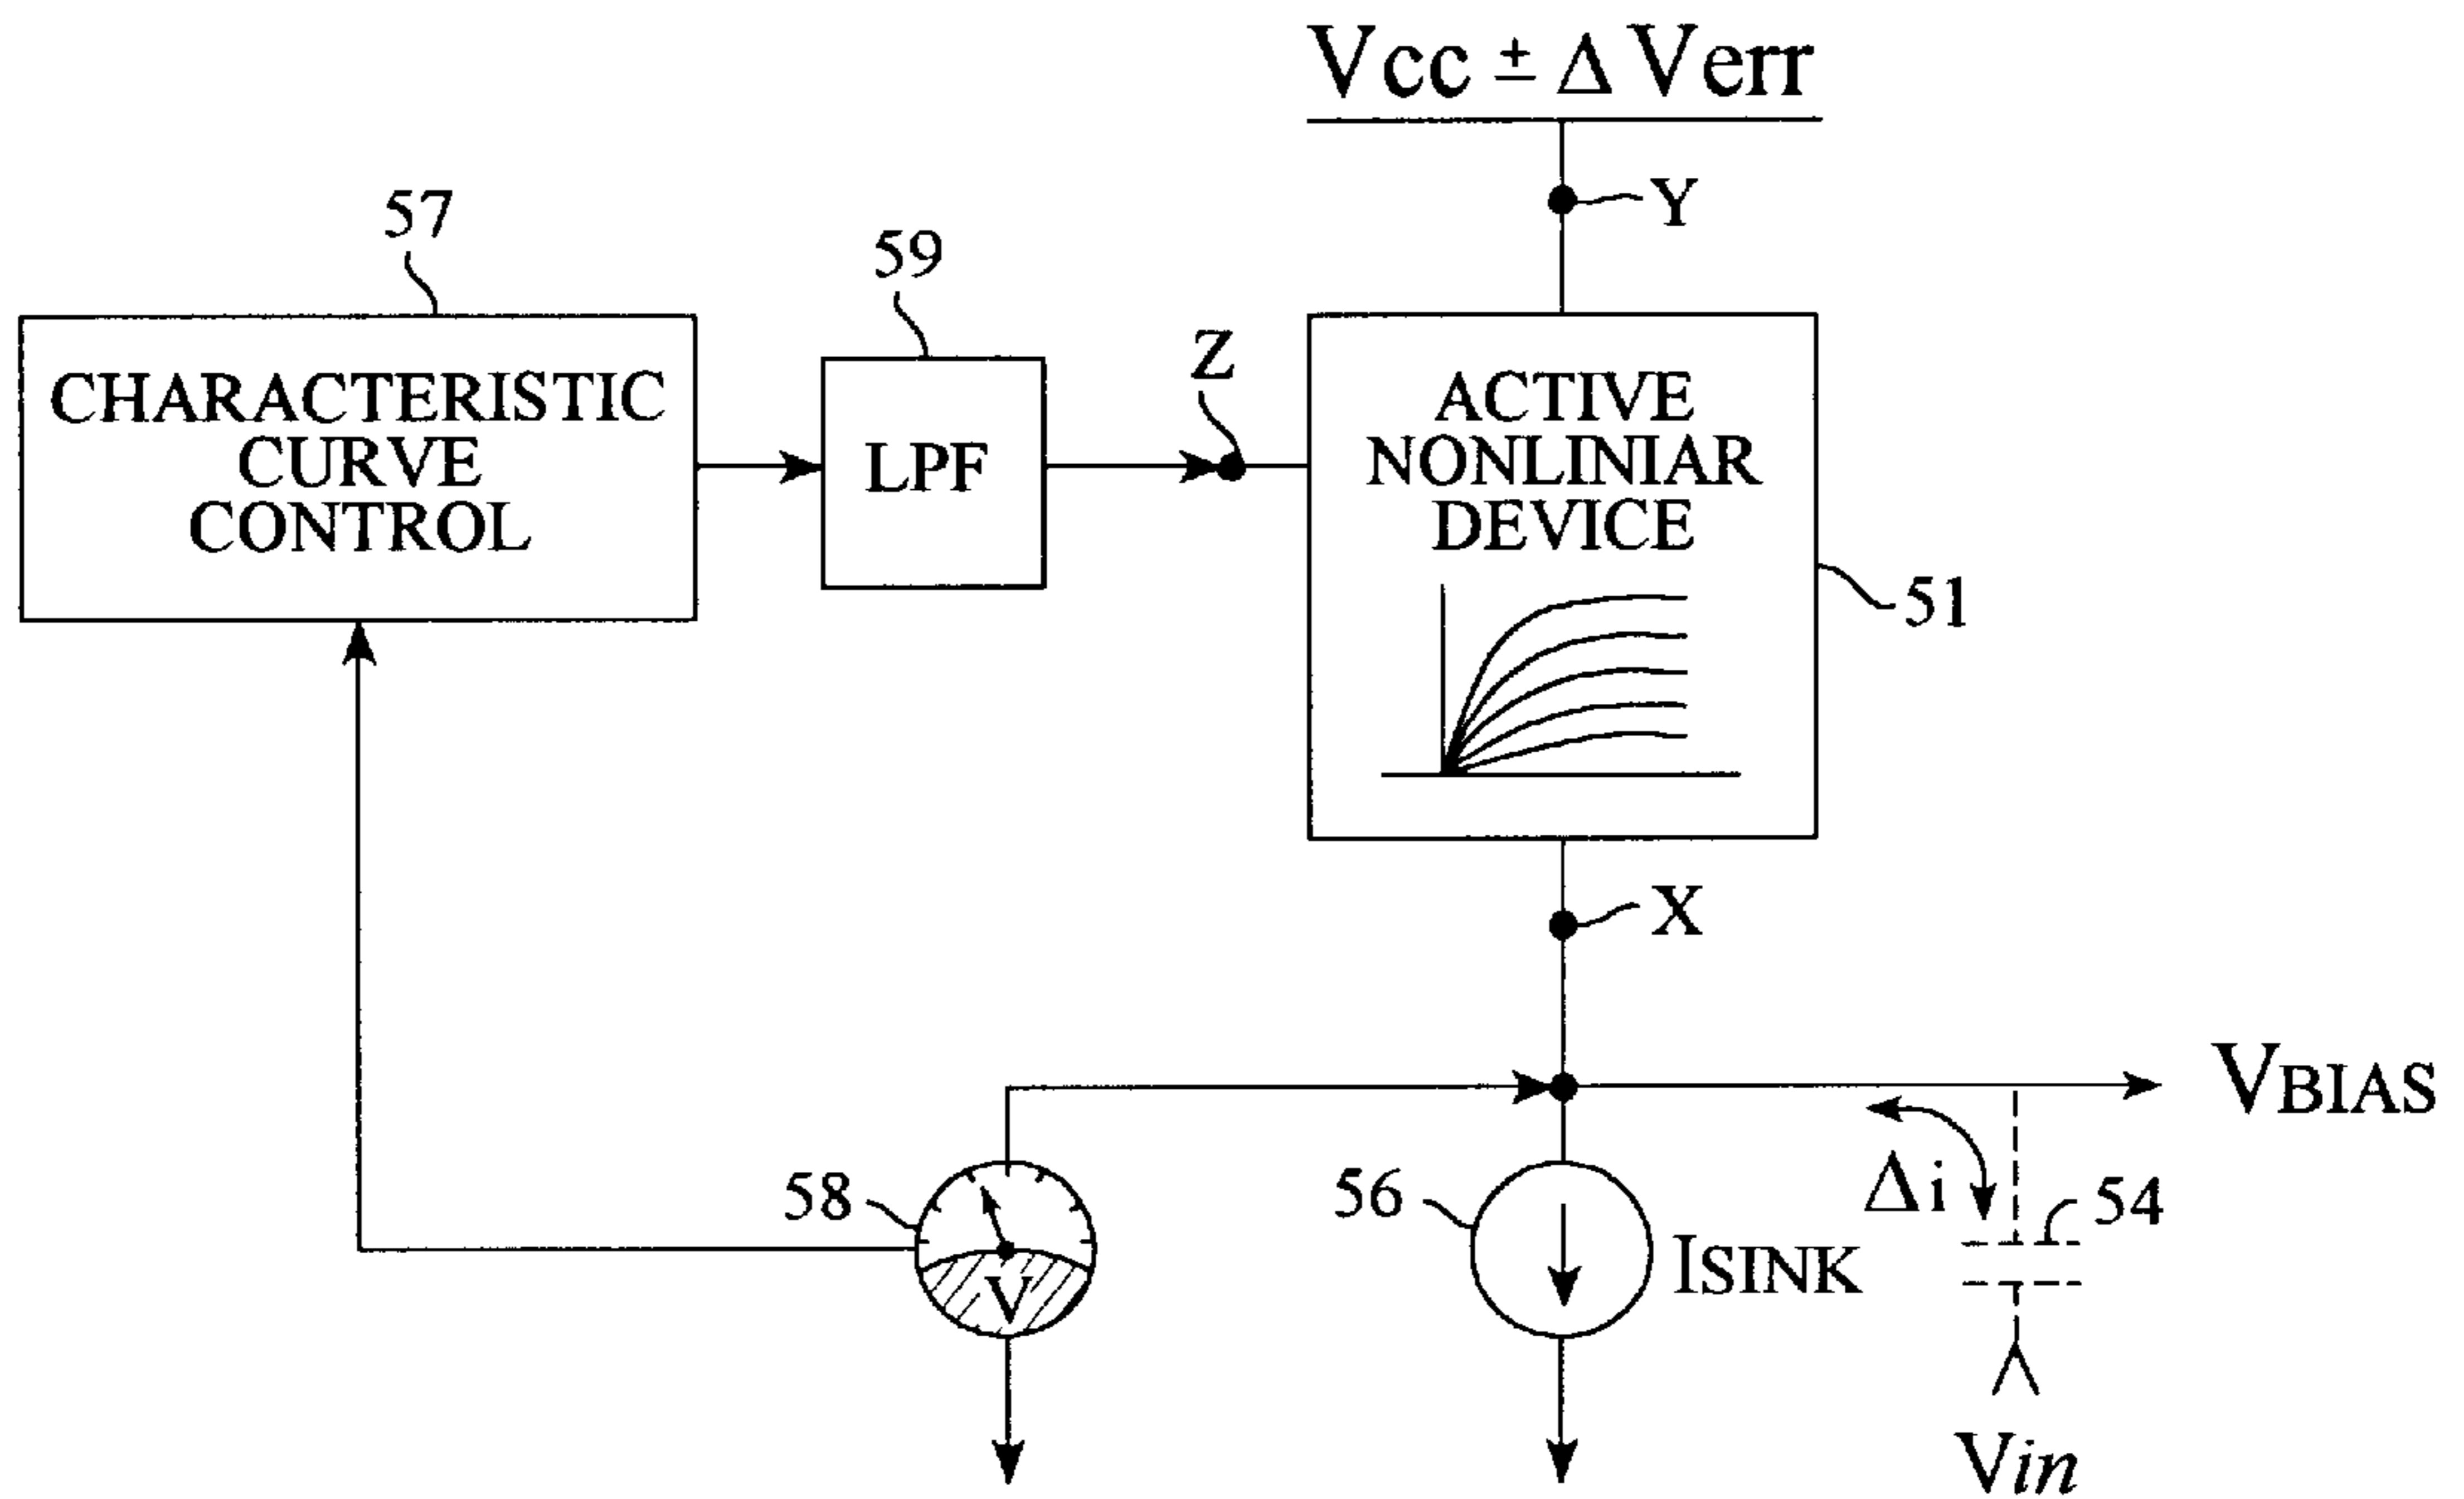 Vcc ± Δ Verr
Y
57
59
Z
CHARACTERISTIC
CURVE
CONTROL
LPF
ACTIVE
NONLINIAR
DEVICE
51
X
VBIAS
58
V
56
ISINK
Δi
54
Vin